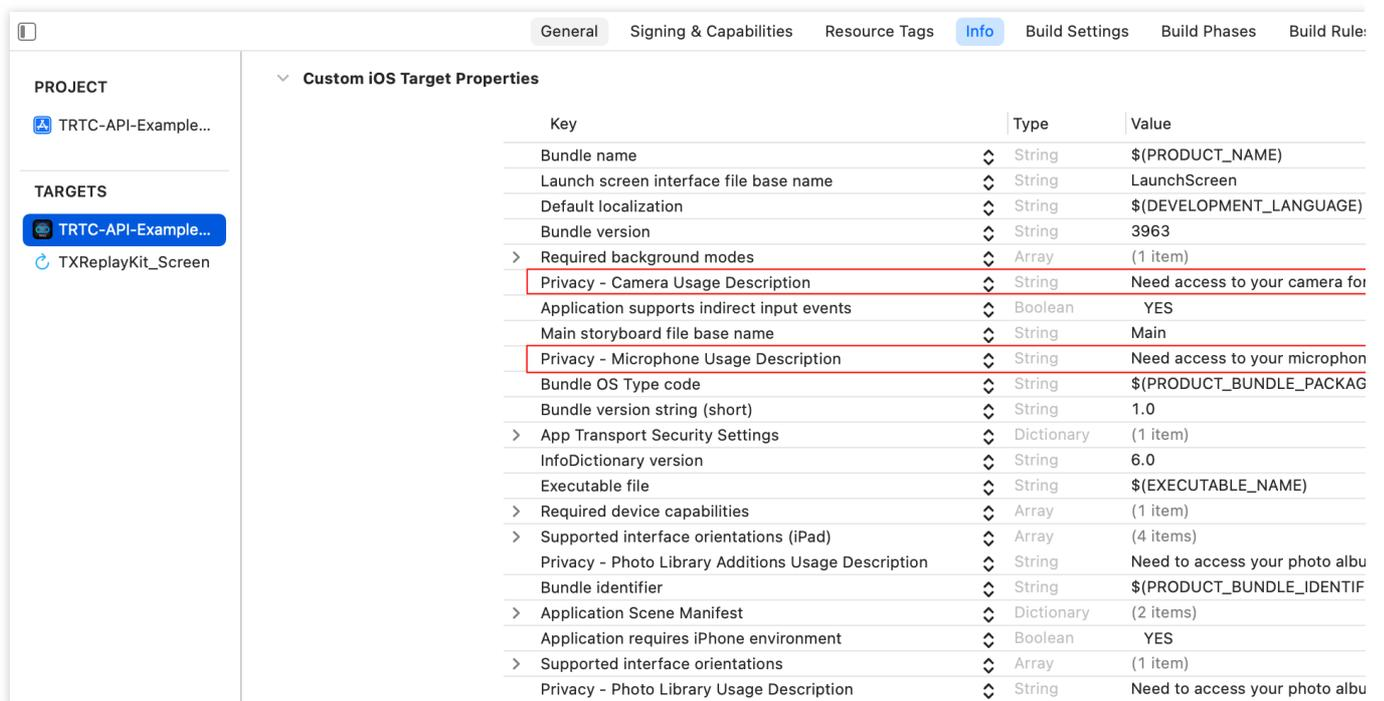 General Signing & Capabilities Resource Tags Info Build Settings Build Phases Build Rules
PROJECT
TRTC-API-Example...
TARGETS
TRTC-API-Example...
TXReplayKit_Screen
Custom iOS Target Properties
Key Type Value
Bundle name String $(PRODUCT_NAME)
Launch screen interface file base name String LaunchScreen
Default localization String $(DEVELOPMENT_LANGUAGE)
Bundle version String 3963
Required background modes Array (1 item)
Privacy - Camera Usage Description String Need access to your camera for
Application supports indirect input events Boolean YES
Main storyboard file base name String Main
Privacy - Microphone Usage Description String Need access to your microphon
Bundle OS Type code String $(PRODUCT_BUNDLE_PACKAG
Bundle version string (short) String 1.0
App Transport Security Settings Dictionary (1 item)
InfoDictionary version String 6.0
Executable file String $(EXECUTABLE_NAME)
Required device capabilities Array (1 item)
Supported interface orientations (iPad) Array (4 items)
Privacy - Photo Library Additions Usage Description String Need to access your photo albu
Bundle identifier String $(PRODUCT_BUNDLE_IDENTIF
Application Scene Manifest Dictionary (2 items)
Application requires iPhone environment Boolean YES
Supported interface orientations Array (1 item)
Privacy - Photo Library Usage Description String Need to access your photo albu